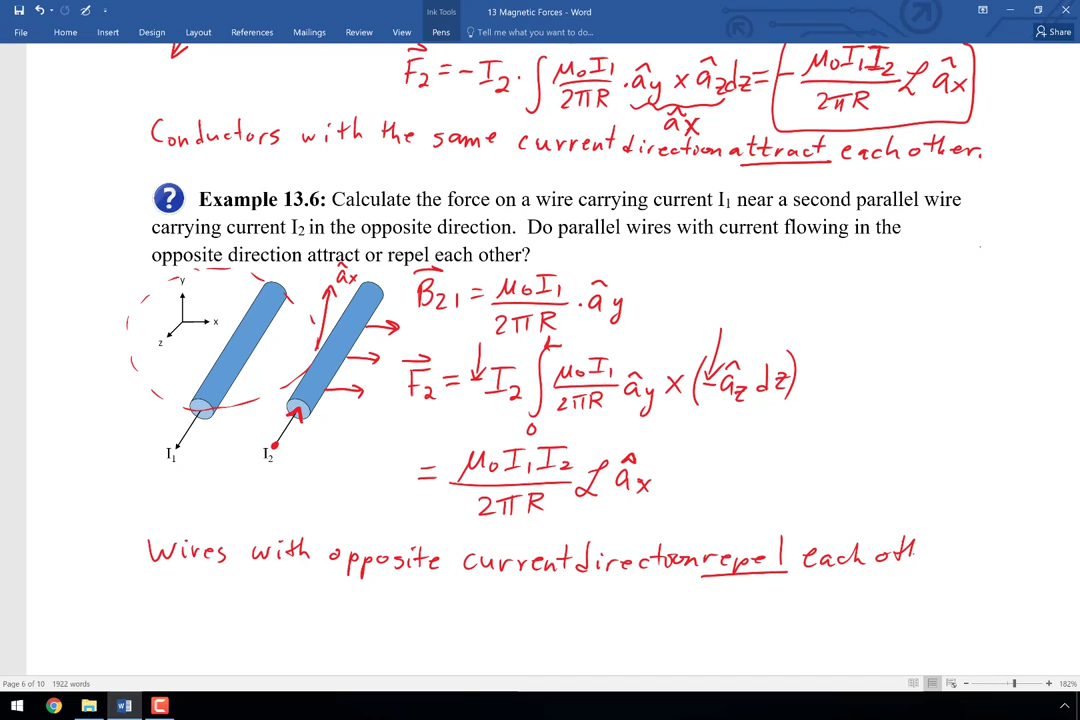 Ink Tools
13 Magnetic Forces - Word
File Home Insert Design Layout References Mailings Review View Pens Tell me what you want to do... Share
F₂ = -I₂ · ∫ μ₀I₁/2πR · ây × âz dz = - μ₀I₁I₂/2πR L âx
âx
Conductors with the same current direction attract each other.
? Example 13.6: Calculate the force on a wire carrying current I₁ near a second parallel wire
carrying current I₂ in the opposite direction. Do parallel wires with current flowing in the
opposite direction attract or repel each other?
âx
y
x
z
I₁
I₂
B₂₁ = μ₀I₁/2πR · ây
F₂ = -I₂ ∫₀ᴸ μ₀I₁/2πR ây × (-âz dz)
= μ₀I₁I₂/2πR L âx
Wires with opposite current direction repel each oth
Page 6 of 10 1922 words
182%